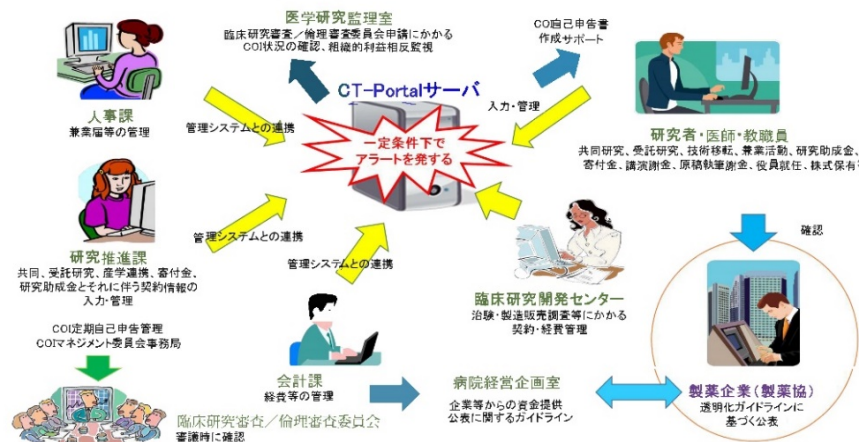 医学研究監理室
臨床研究審査／倫理審査委員会申請にかかる
COI状況の確認、組織的利益相反監視
CO自己申告書
作成サポート
CT-Portalサーバ
入力・管理
人事課
兼業届等の管理
管理システムとの連携
一定条件下で
アラートを発する
研究者・医師・教職員
共同研究、受託研究、技術移転、兼業活動、研究助成金、
寄付金、講演謝金、原稿執筆謝金、役員就任、株式保有
管理システムとの連携
確認
研究推進課
共同、受託研究、産学連携、寄付金、
研究助成金とそれに伴う契約情報の
入力・管理
管理システムとの連携
臨床研究開発センター
治験・製造販売調査等にかかる
契約・経費管理
COI定期自己申告管理
COIマネジメント委員会事務局
会計課
経費等の管理
病院経営企画室
企業等からの資金提供
公表に関するガイドライン
製薬企業(製薬協)
透明化ガイドラインに
基づく公表
臨床研究審査／倫理審査委員会
審議時に確認